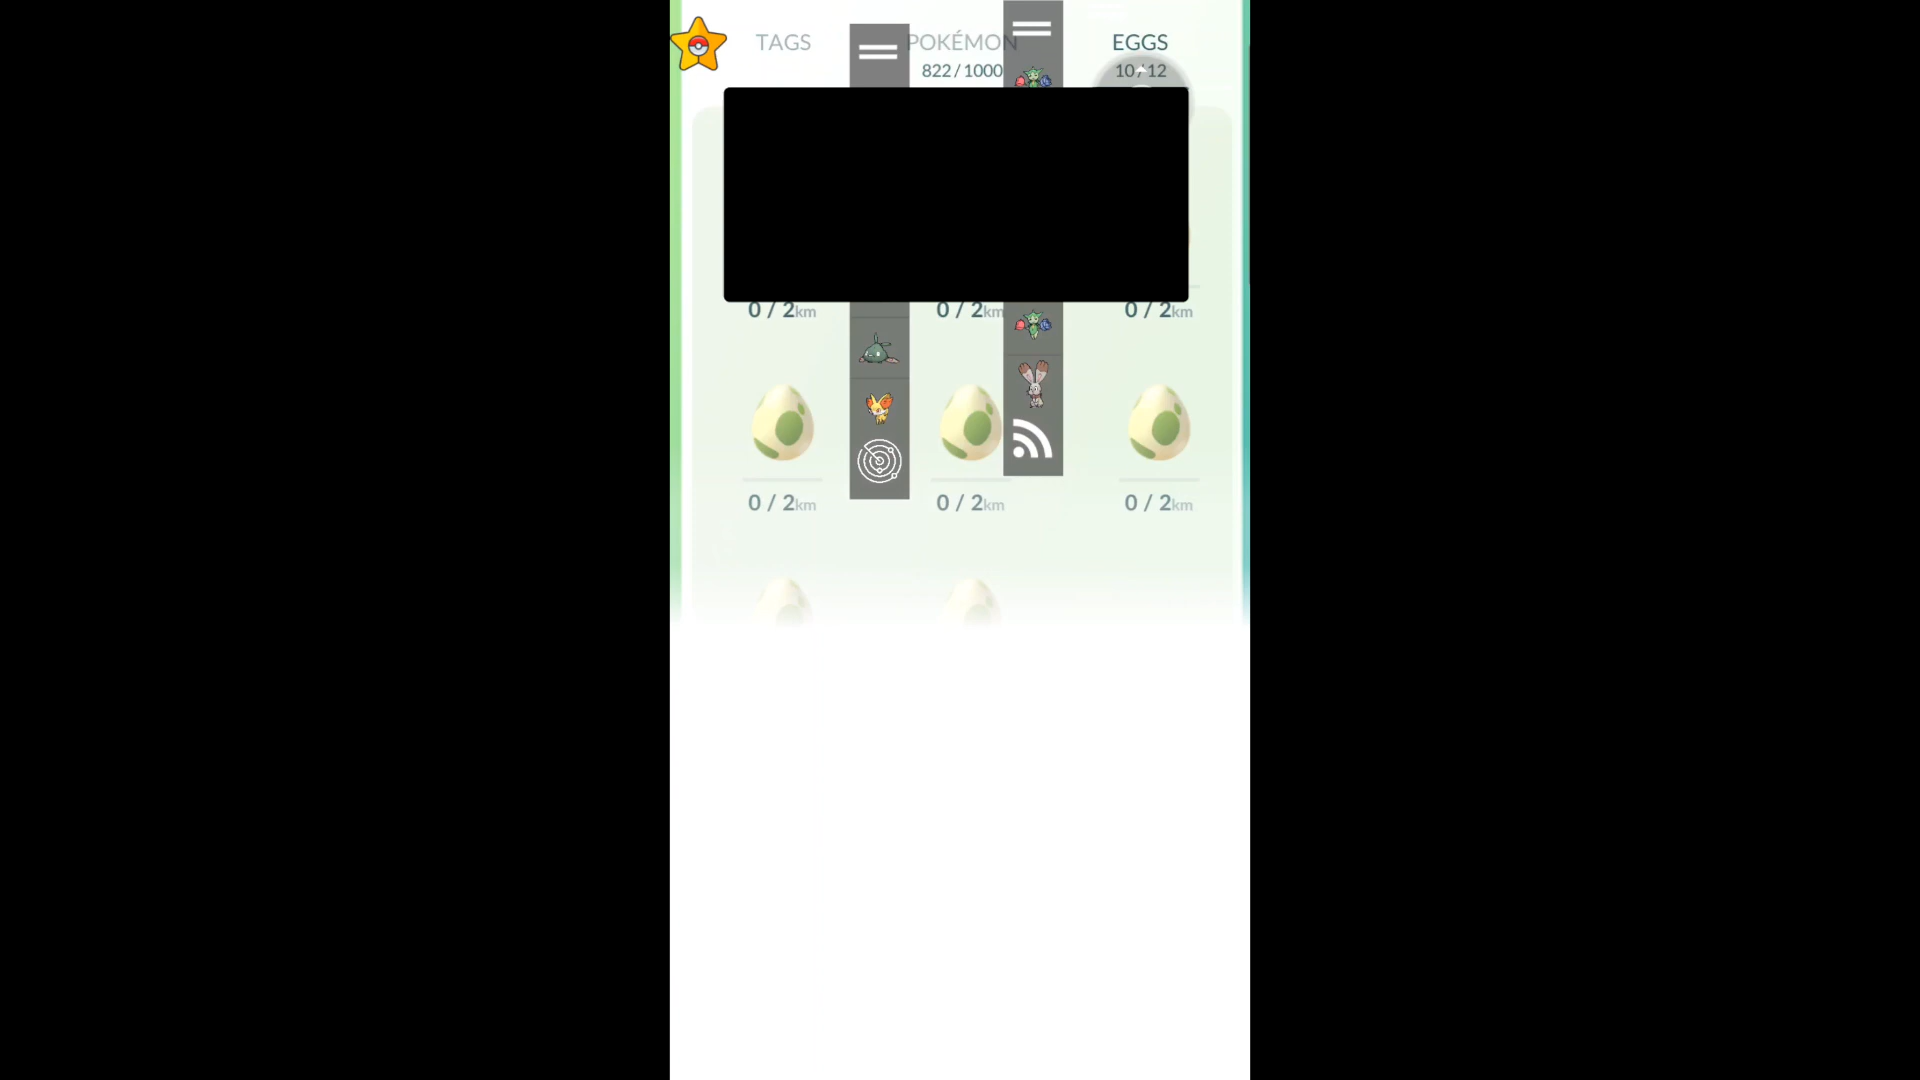 TAGS POKÉMON EGGS
822/1000 10/12
0 / 2km 0 / 2km 0 / 2km
0 / 2km 0 / 2km 0 / 2km